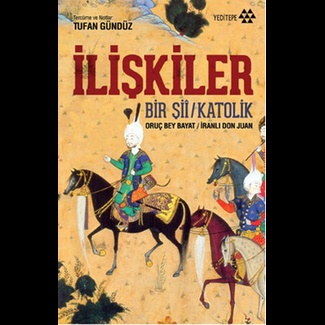 Tercüme ve Notlar
TUFAN GÜNDÜZ
YEDİTEPE
İLİŞKİLER
BİR ŞİÎ/KATOLİK
ORUÇ BEY BAYAT / İRANLI DON JUAN